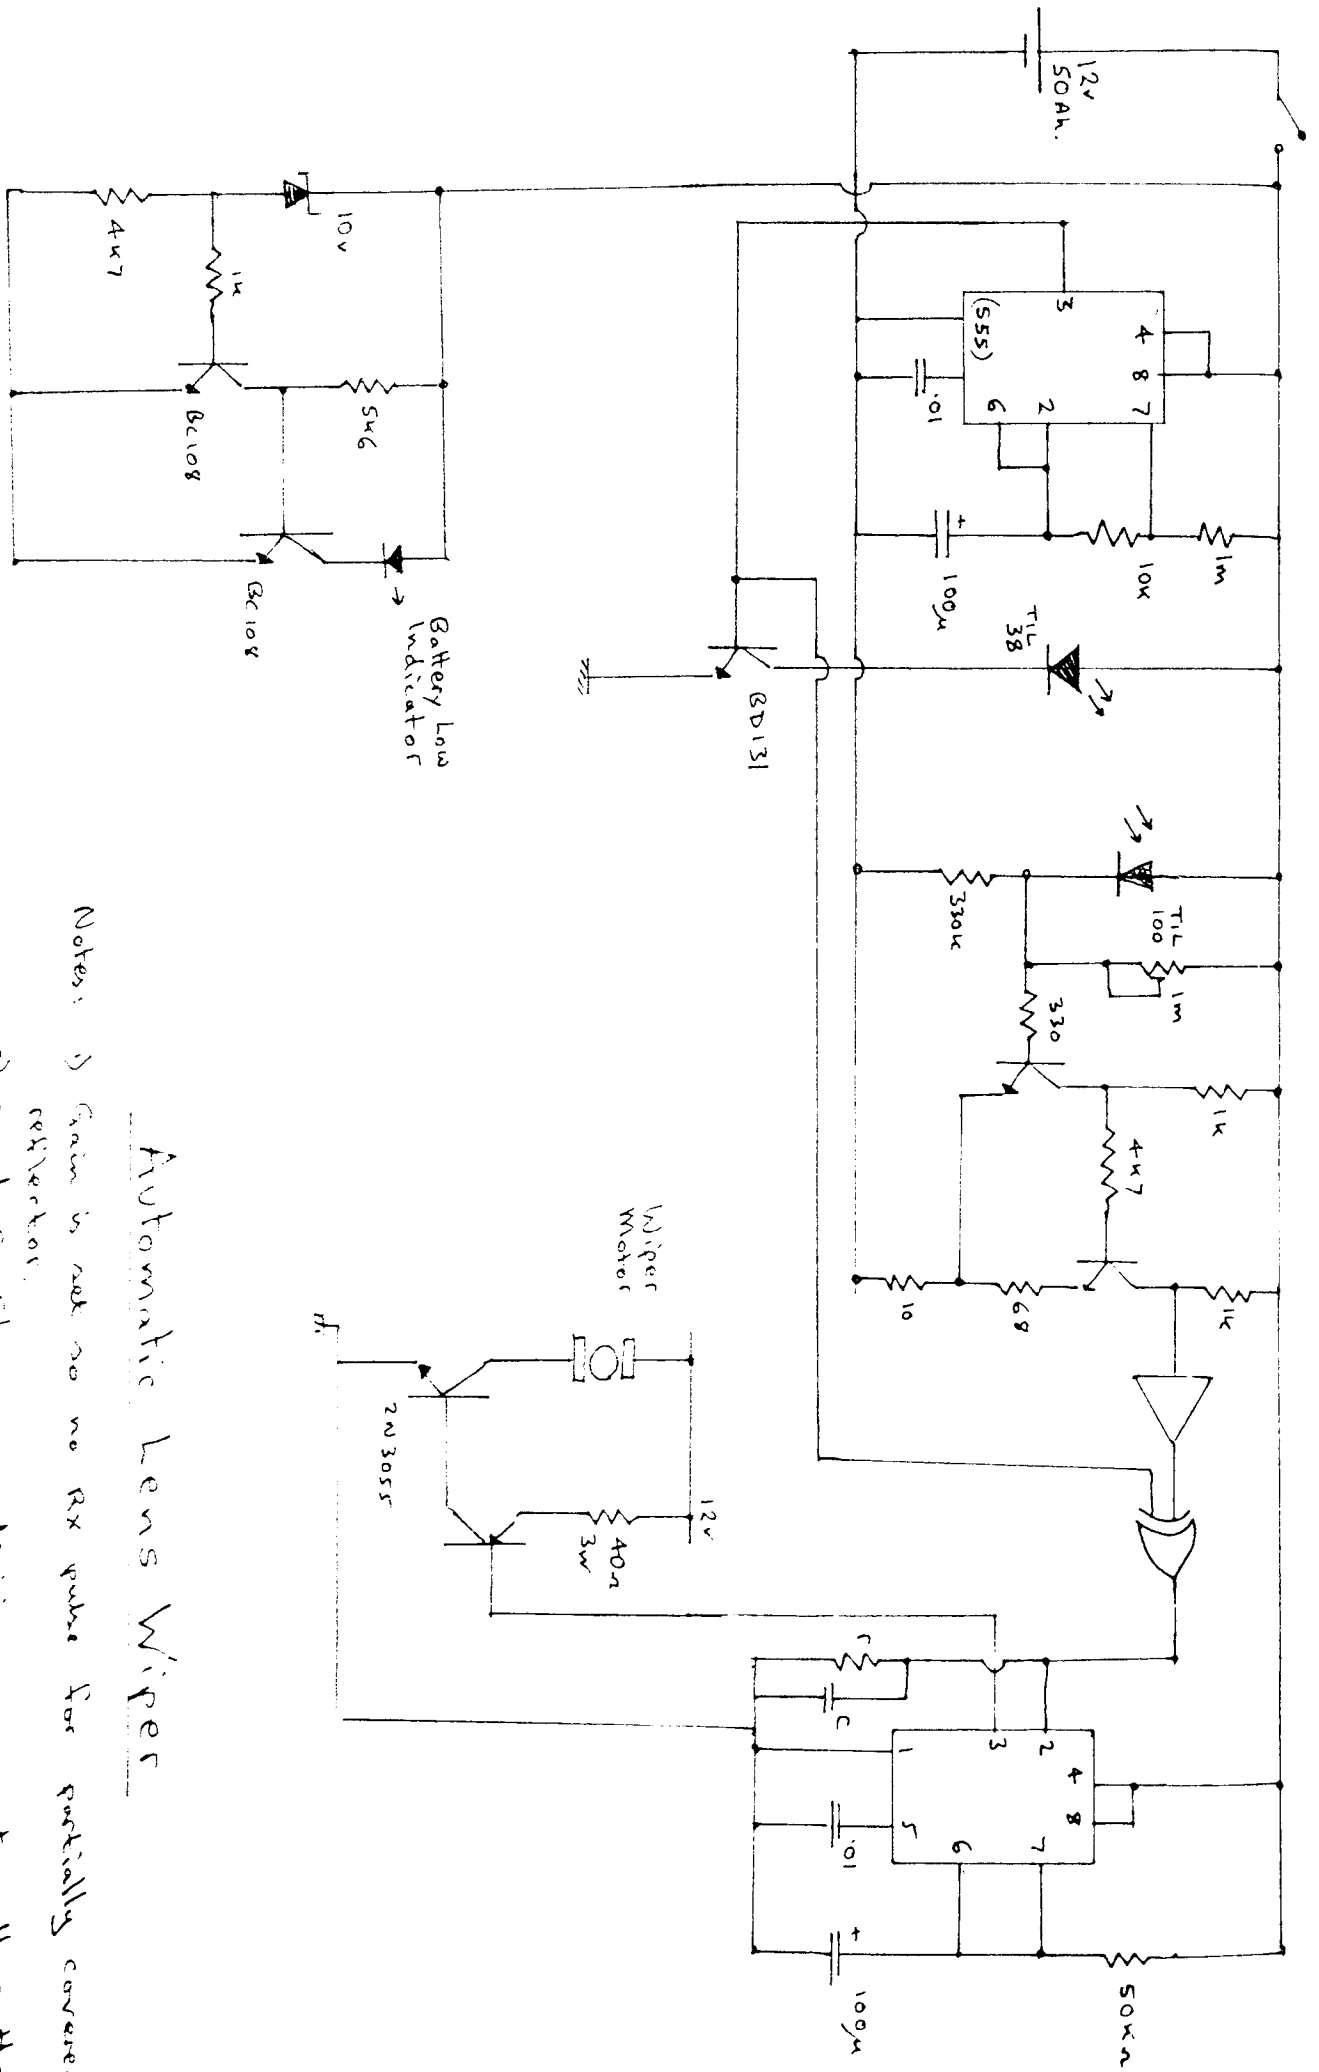 12v
50Ah.
10v
4k7
1k
5k6
BC108
BC108
Battery Low
Indicator
(555)
3
4
8
7
2
6
.01
1m
10k
100µ
TIL
38
BD131
TIL
100
1m
330k
330
1k
4k7
1k
68
10
Wiper
Motor
12v
40Ω
3w
2N3055
r
c
2
3
1
4
8
5
6
7
.01
50kΩ
100µ
Automatic Lens Wiper
Notes: 1) Gain is set so no Rx pulse for partially covered
reflector.